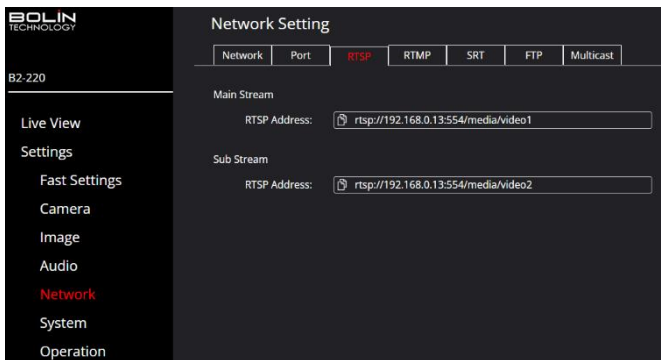 BOLIN
TECHNOLOGY
B2-220
Live View
Settings
Fast Settings
Camera
Image
Audio
Network
System
Operation
Network Setting
Network Port RTSP RTMP SRT FTP Multicast
Main Stream
RTSP Address: rtsp://192.168.0.13:554/media/video1
Sub Stream
RTSP Address: rtsp://192.168.0.13:554/media/video2